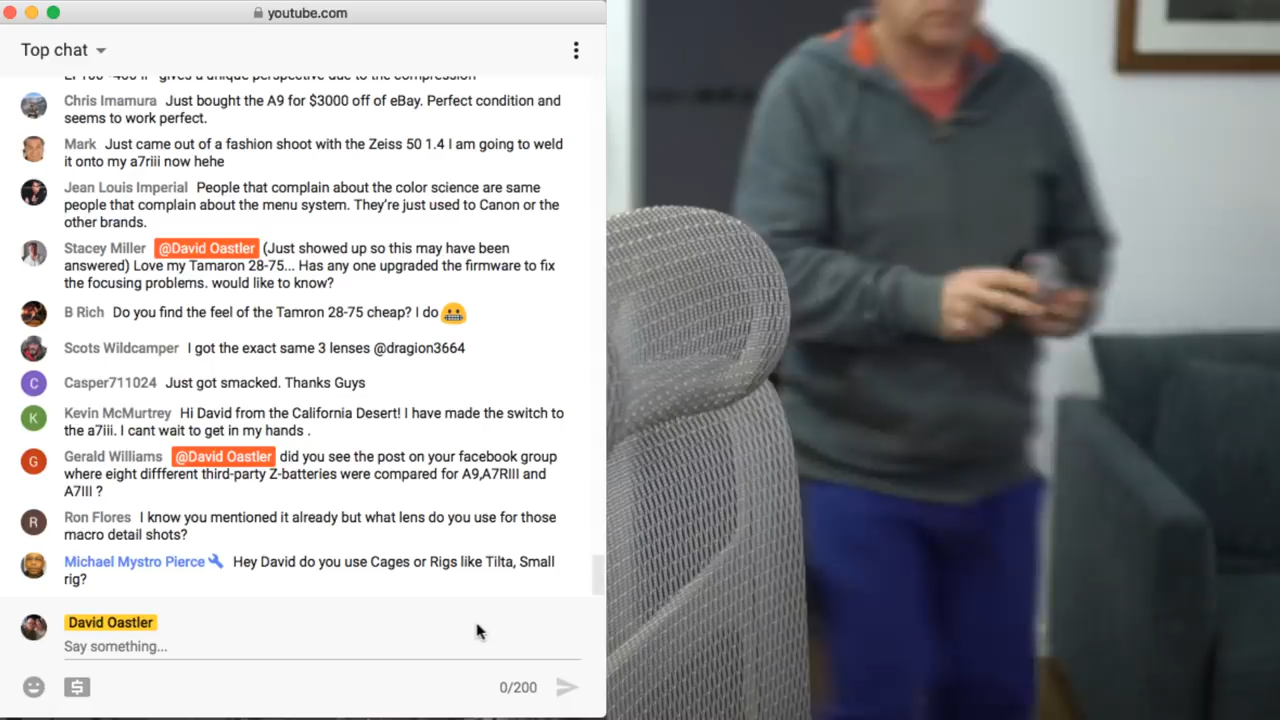 youtube.com
Top chat
gives a unique perspective due to the compression
Chris Imamura Just bought the A9 for $3000 off of eBay. Perfect condition and
seems to work perfect.
Mark Just came out of a fashion shoot with the Zeiss 50 1.4 I am going to weld
it onto my a7riii now hehe
Jean Louis Imperial People that complain about the color science are same
people that complain about the menu system. They're just used to Canon or the
other brands.
Stacey Miller @David Oastler (Just showed up so this may have been
answered) Love my Tamaron 28-75... Has any one upgraded the firmware to fix
the focusing problems. would like to know?
B Rich Do you find the feel of the Tamron 28-75 cheap? I do
Scots Wildcamper I got the exact same 3 lenses @dragion3664
C
Casper711024 Just got smacked. Thanks Guys
K
Kevin McMurtrey Hi David from the California Desert! I have made the switch to
the a7iii. I cant wait to get in my hands .
G
Gerald Williams @David Oastler did you see the post on your facebook group
where eight diffferent third-party Z-batteries were compared for A9,A7RIII and
A7III ?
R
Ron Flores I know you mentioned it already but what lens do you use for those
macro detail shots?
Michael Mystro Pierce Hey David do you use Cages or Rigs like Tilta, Small
rig?
David Oastler
Say something...
0/200